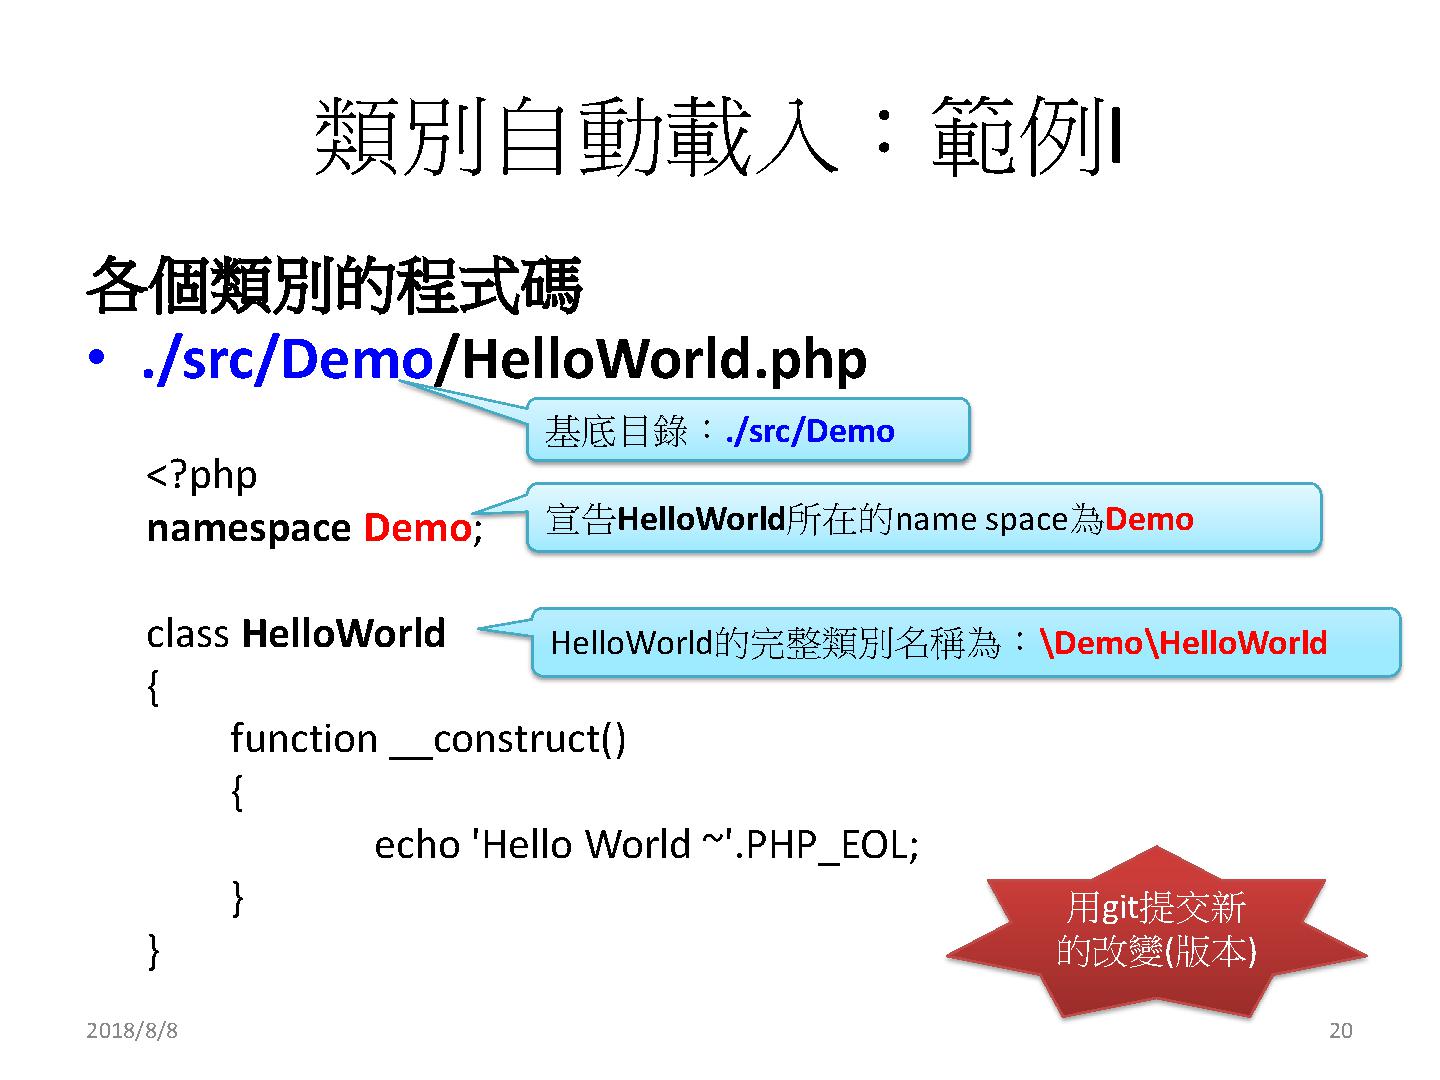 類別自動載入：範例I
各個類別的程式碼
• ./src/Demo/HelloWorld.php
基底目錄：./src/Demo
<?php
namespace Demo;
宣告HelloWorld所在的name space為Demo
class HelloWorld
HelloWorld的完整類別名稱為：\Demo\HelloWorld
{
function __construct()
{
echo 'Hello World ~'.PHP_EOL;
}
}
用git提交新
的改變(版本)
2018/8/8
20